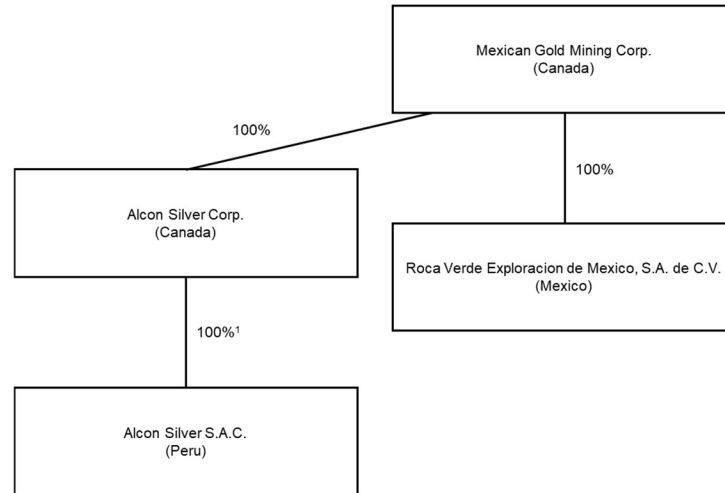 Mexican Gold Mining Corp.
(Canada)
100%
100%
Alcon Silver Corp.
(Canada)
Roca Verde Exploracion de Mexico, S.A. de C.V.
(Mexico)
100%¹
Alcon Silver S.A.C.
(Peru)